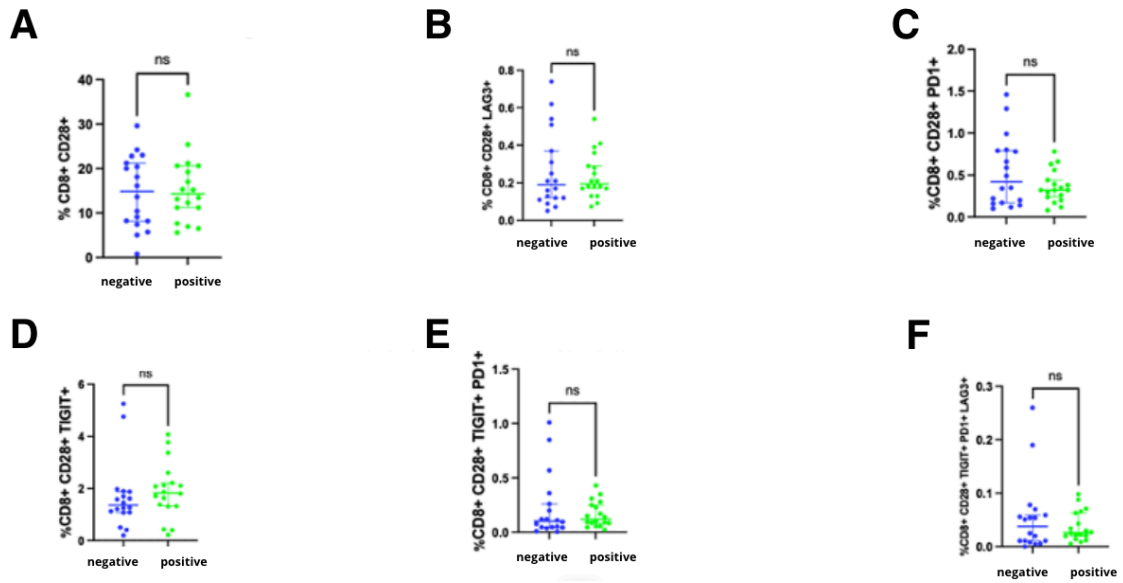 A
% CD8+ CD28+
40
30
20
10
0
ns
negative positive
B
% CD8+ CD28+ LAG3+
0.8
0.6
0.4
0.2
0.0
ns
negative positive
C
%CD8+ CD28+ PD1+
2.0
1.5
1.0
0.5
0.0
ns
negative positive
D
%CD8+ CD28+ TIGIT+
6
4
2
0
ns
negative positive
E
%CD8+ CD28+ TIGIT+ PD1+
1.5
1.0
0.5
0.0
ns
negative positive
F
%CD8+ CD28+ TIGIT+ PD1+ LAG3+
0.3
0.2
0.1
0.0
ns
negative positive